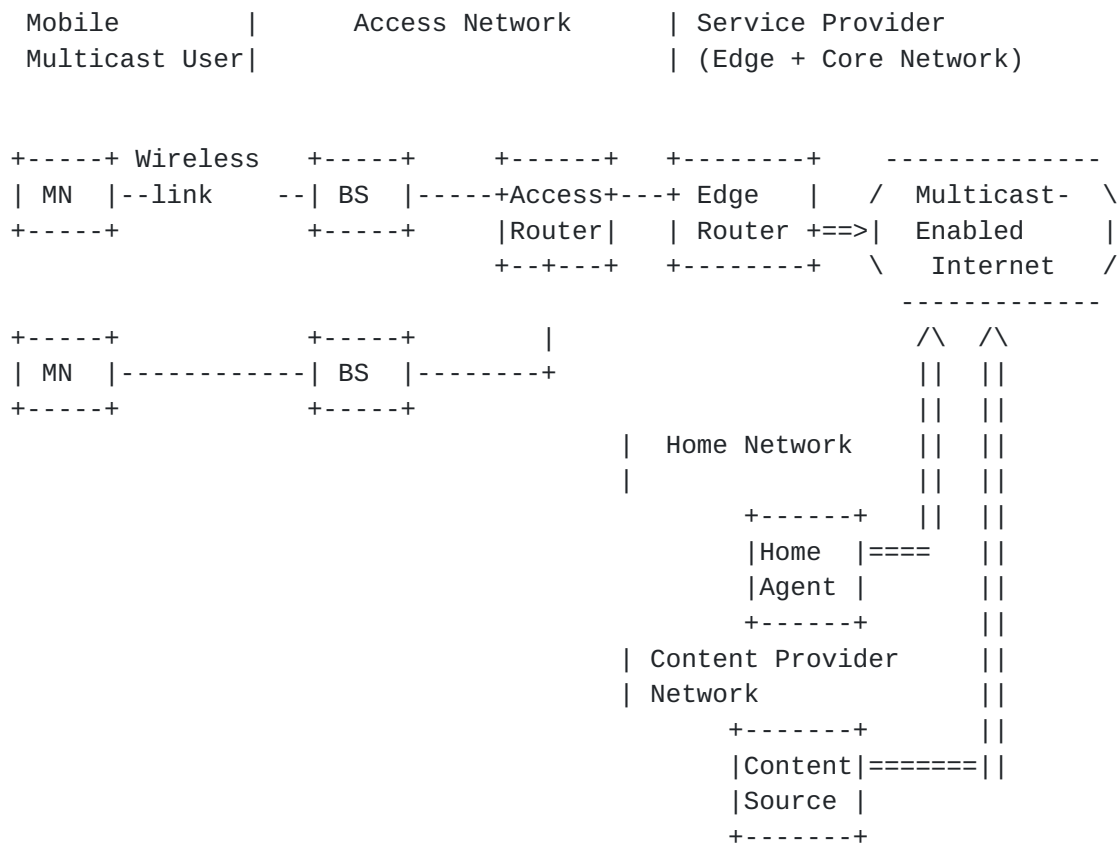 Mobile         |      Access Network      | Service Provider
Multicast User|                          | (Edge + Core Network)
+-----+ Wireless   +-----+     +------+   +--------+    --------------
| MN  |--link    --| BS  |-----+Access+---+ Edge   |   /  Multicast-  \
+-----+            +-----+     |Router|   | Router +==>|  Enabled     |
                               +--+---+   +--------+   \   Internet   /
                                                         -------------
+-----+            +-----+        |                       /\  /\
| MN  |------------| BS  |--------+                       ||  ||
+-----+            +-----+                                ||  ||
                                       |  Home Network    ||  ||
                                       |                  ||  ||
                                               +------+   ||  ||
                                               |Home  |====   ||
                                               |Agent |       ||
                                               +------+       ||
                                       | Content Provider     ||
                                       | Network              ||
                                              +-------+       ||
                                              |Content|=======||
                                              |Source |
                                              +-------+